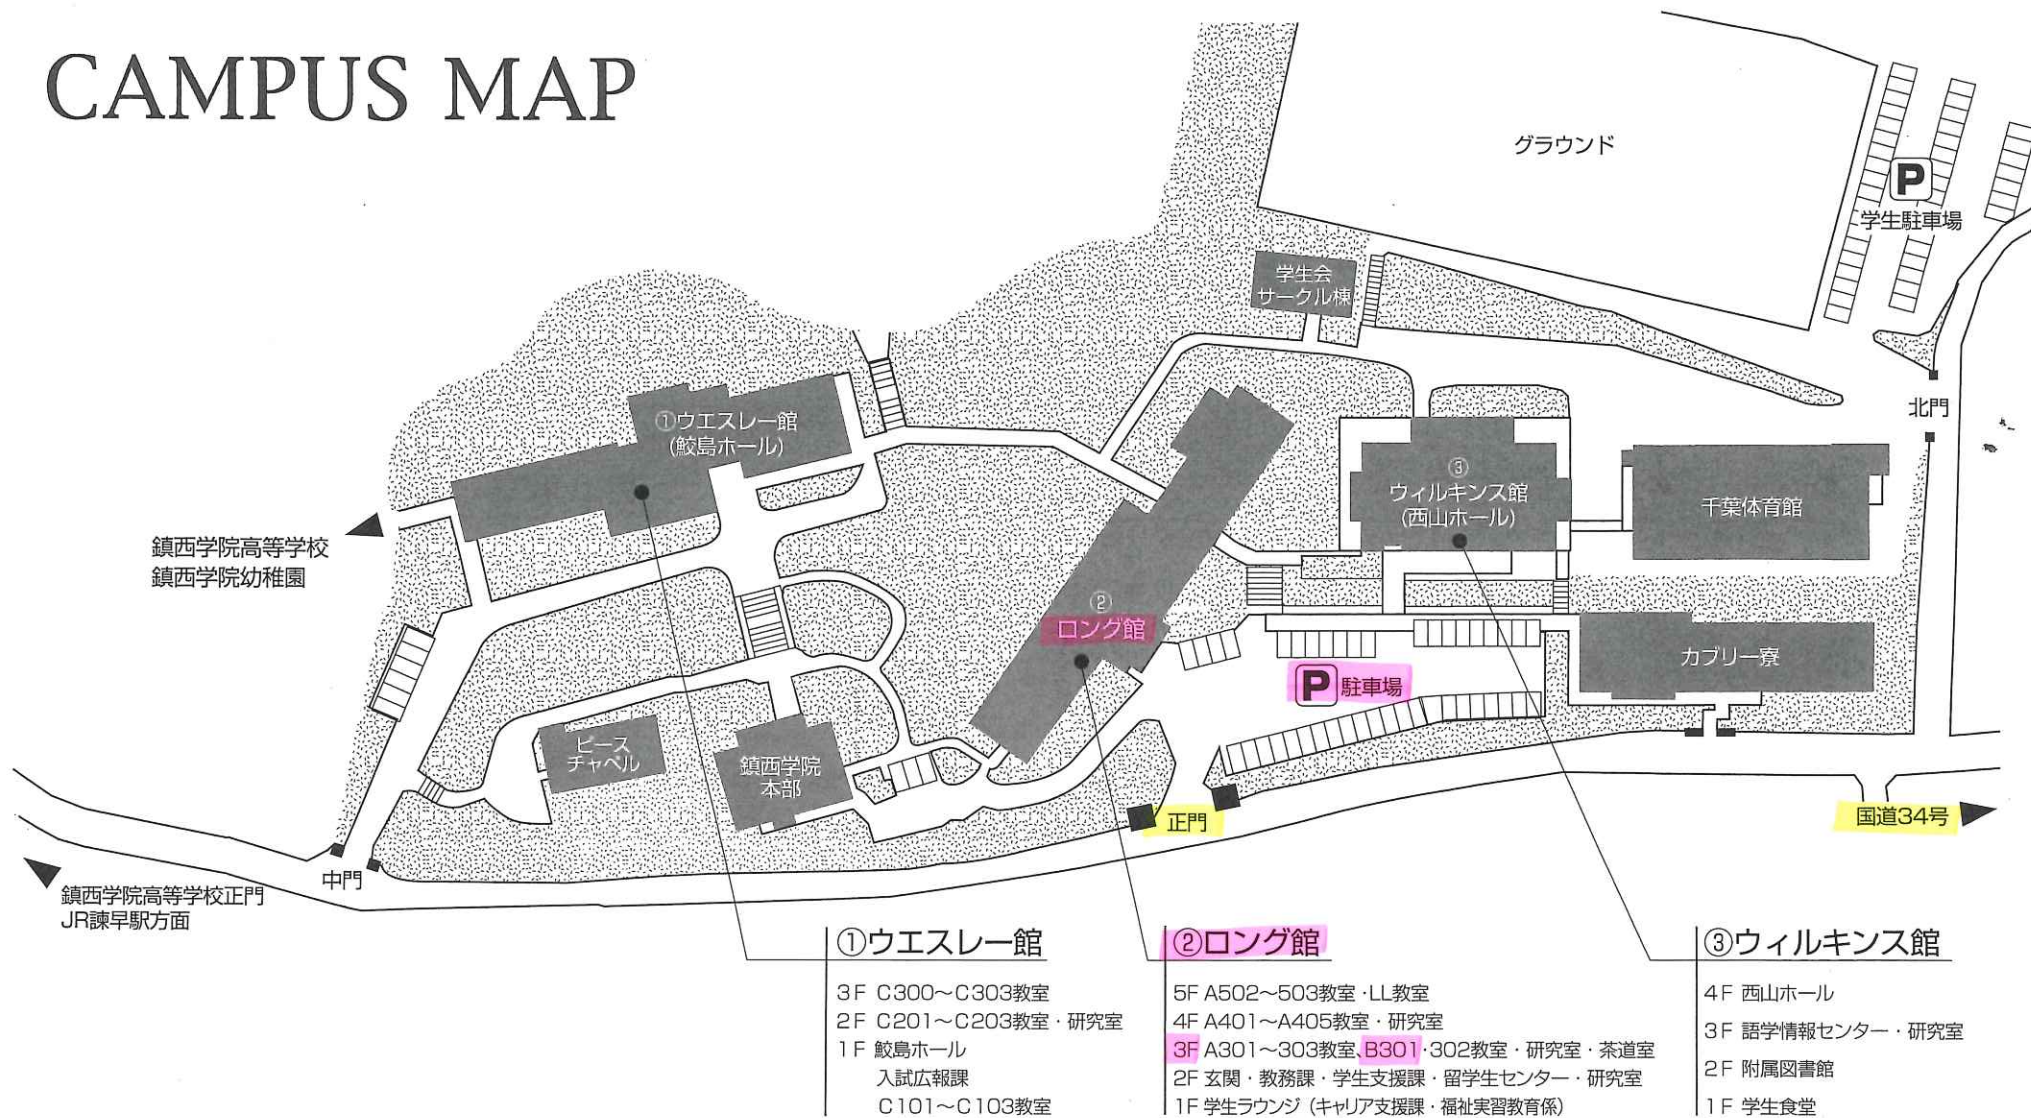 CAMPUS MAP
グラウンド
P
学生駐車場
学生会
サークル棟
北門
①ウエスレー館
(鮫島ホール)
③
ウィルキンス館
(西山ホール)
千葉体育館
鎮西学院高等学校
鎮西学院幼稚園
②
ロング館
カブリー寮
P 駐車場
ピース
チャペル
鎮西学院
本部
正門
国道34号
中門
鎮西学院高等学校正門
JR諫早駅方面
①ウエスレー館
3F C300〜C303教室
2F C201〜C203教室・研究室
1F 鮫島ホール
入試広報課
C101〜C103教室
②ロング館
5F A502〜503教室・LL教室
4F A401〜A405教室・研究室
3F A301〜303教室、B301・302教室・研究室・茶道室
2F 玄関・教務課・学生支援課・留学生センター・研究室
1F 学生ラウンジ（キャリア支援課・福祉実習教育係）
③ウィルキンス館
4F 西山ホール
3F 語学情報センター・研究室
2F 附属図書館
1F 学生食堂